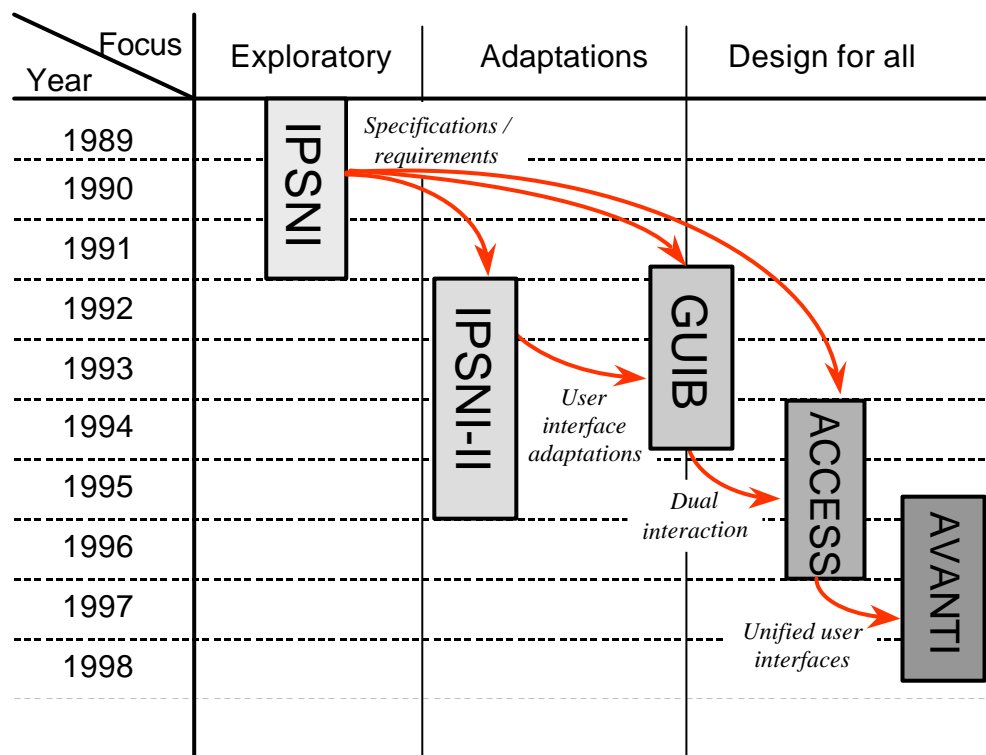 Focus
Year
Exploratory
Adaptations
Design for all
1989
1990
1991
1992
1993
1994
1995
1996
1997
1998
IPSNI
Specifications /
requirements
IPSNI-II
GUIB
User
interface
adaptations
ACCESS
Dual
interaction
AVANTI
Unified user
interfaces